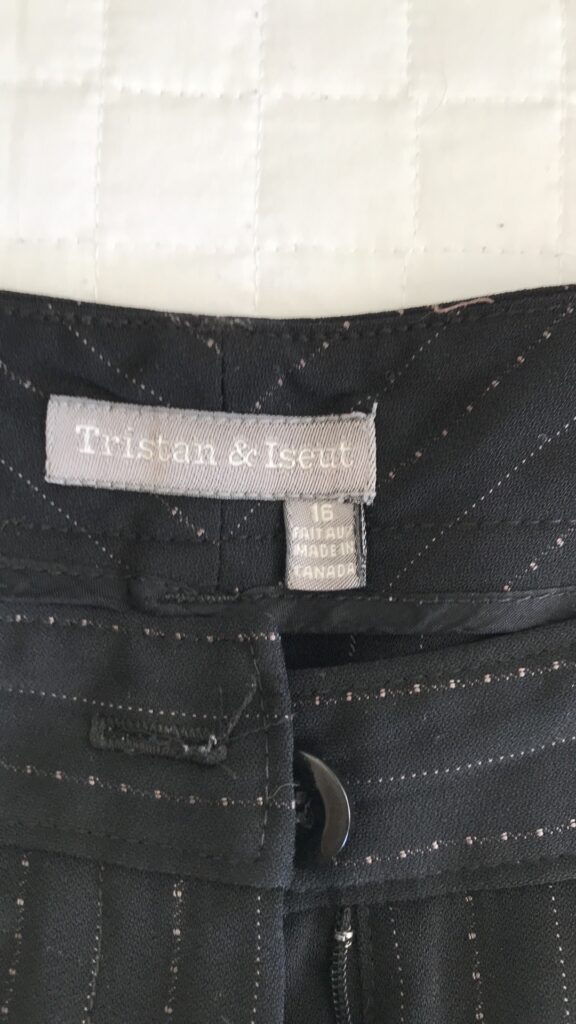 Tristan & Iseut
16
FAIT AU
MADE IN
CANADA